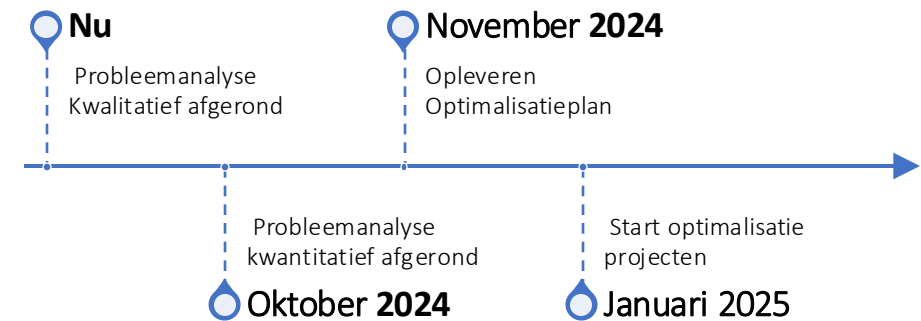 Nu
Probleemanalyse
Kwalitatief afgerond
November 2024
Opleveren
Optimalisatieplan
Probleemanalyse
kwantitatief afgerond
Oktober 2024
Start optimalisatie
projecten
Januari 2025